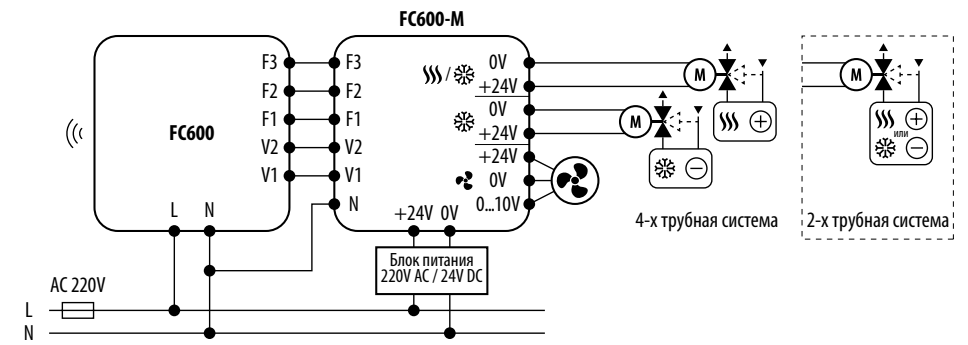 FC600-M
FC600
F3
F2
F1
V2
V1
L N
F3
F2
F1
V2
V1
N
/
0V
+24V
0V
+24V
+24V
0V
0...10V
+24V 0V
Блок питания
220V AC / 24V DC
AC 220V
L
N
M
M
4-х трубная система
M
или
2-х трубная система